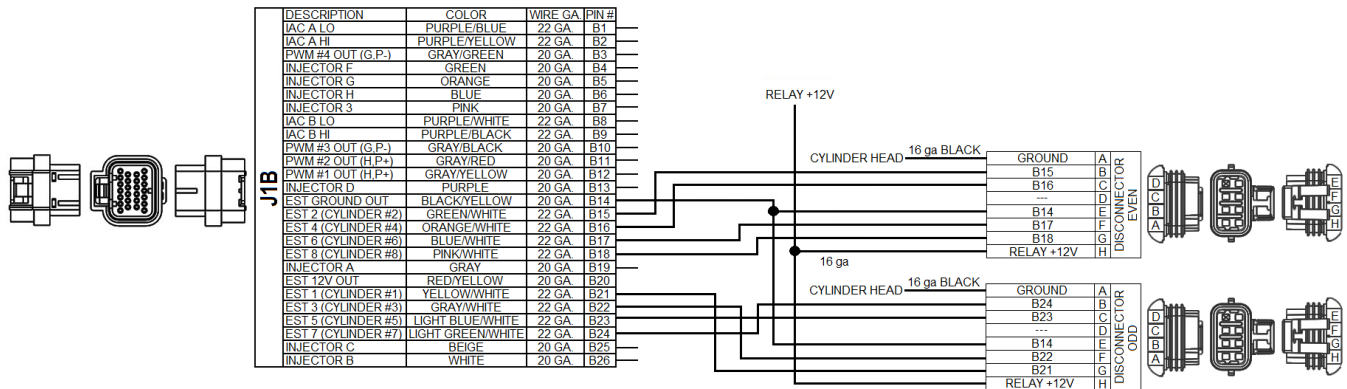 DESCRIPTION COLOR WIRE GA. PIN #
IAC A LO PURPLE/BLUE 22 GA. B1
IAC A HI PURPLE/YELLOW 22 GA. B2
PWM #4 OUT (G,P-) GRAY/GREEN 20 GA. B3
INJECTOR F GREEN 20 GA. B4
INJECTOR G ORANGE 20 GA. B5
INJECTOR H BLUE 20 GA. B6
INJECTOR 3 PINK 20 GA. B7
IAC B LO PURPLE/WHITE 22 GA. B8
IAC B HI PURPLE/BLACK 22 GA. B9
PWM #3 OUT (G,P-) GRAY/BLACK 20 GA. B10
PWM #2 OUT (H,P+) GRAY/RED 20 GA. B11
PWM #1 OUT (H,P+) GRAY/YELLOW 20 GA. B12
INJECTOR D PURPLE 20 GA. B13
EST GROUND OUT BLACK/YELLOW 20 GA. B14
EST 2 (CYLINDER #2) GREEN/WHITE 22 GA. B15
EST 4 (CYLINDER #4) ORANGE/WHITE 22 GA. B16
EST 6 (CYLINDER #6) BLUE/WHITE 22 GA. B17
EST 8 (CYLINDER #8) PINK/WHITE 22 GA. B18
INJECTOR A GRAY 20 GA. B19
EST 12V OUT RED/YELLOW 20 GA. B20
EST 1 (CYLINDER #1) YELLOW/WHITE 22 GA. B21
EST 3 (CYLINDER #3) GRAY/WHITE 22 GA. B22
EST 5 (CYLINDER #5) LIGHT BLUE/WHITE 22 GA. B23
EST 7 (CYLINDER #7) LIGHT GREEN/WHITE 22 GA. B24
INJECTOR C BEIGE 20 GA. B25
INJECTOR B WHITE 20 GA. B26
J1B
RELAY +12V
16 ga
CYLINDER HEAD 16 ga BLACK
GROUND A
B15 B
B16 C
--- D
B14 E
B17 F
B18 G
RELAY +12V H
DISCONNECTOR
EVEN
D
C
B
A
E
F
G
H
CYLINDER HEAD 16 ga BLACK
GROUND A
B24 B
B23 C
--- D
B14 E
B22 F
B21 G
RELAY +12V H
DISCONNECTOR
ODD
D
C
B
A
E
F
G
H